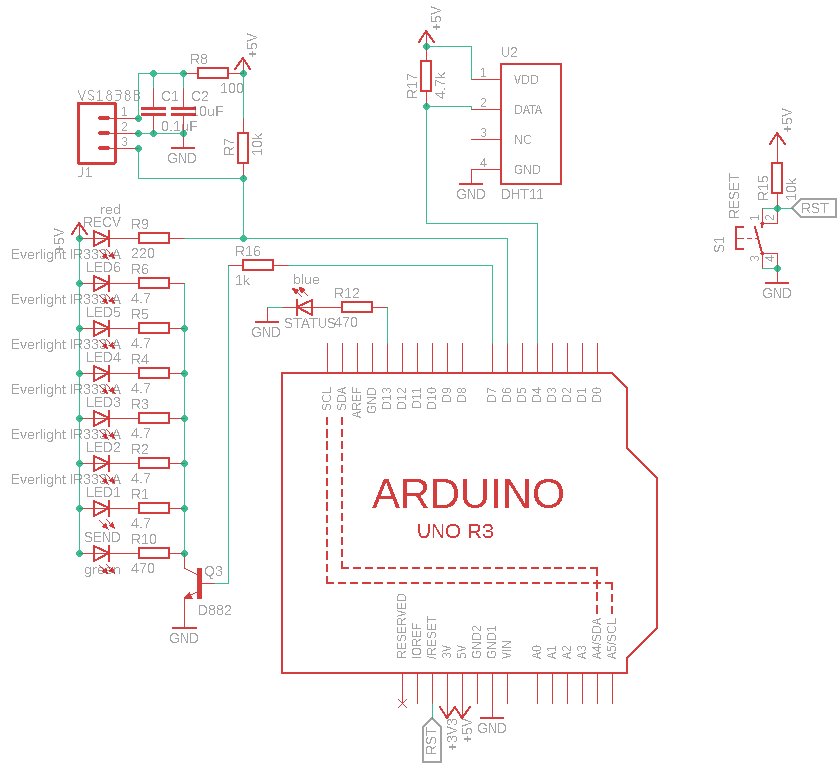 +5V
R8
100
VS1838B
C1
C2
10uF
0.1uF
1
2
3
GND
J1
R7
10k
+5V
R17
4.7k
U2
1
VDD
2
DATA
3
NC
4
GND
GND
DHT11
+5V
RESET
R15
10k
RST
S1
1
2
3
4
GND
+5V
red
RECV
R9
220
Everlight IR333-A
LED6
R6
4.7
Everlight IR333-A
LED5
R5
4.7
Everlight IR333-A
LED4
R4
4.7
Everlight IR333-A
LED3
R3
4.7
Everlight IR333-A
LED2
R2
4.7
Everlight IR333-A
LED1
R1
4.7
SEND
R10
green
470
R16
1k
blue
R12
GND
STATUS
470
Q3
D882
GND
SCL
SDA
AREF
GND
D13
D12
D11
D10
D9
D8
D7
D6
D5
D4
D3
D2
D1
D0
ARDUINO
UNO R3
RESERVED
IOREF
/RESET
3V
5V
GND2
GND1
VIN
A0
A1
A2
A3
A4/SDA
A5/SCL
RST
+3V3
+5V
GND